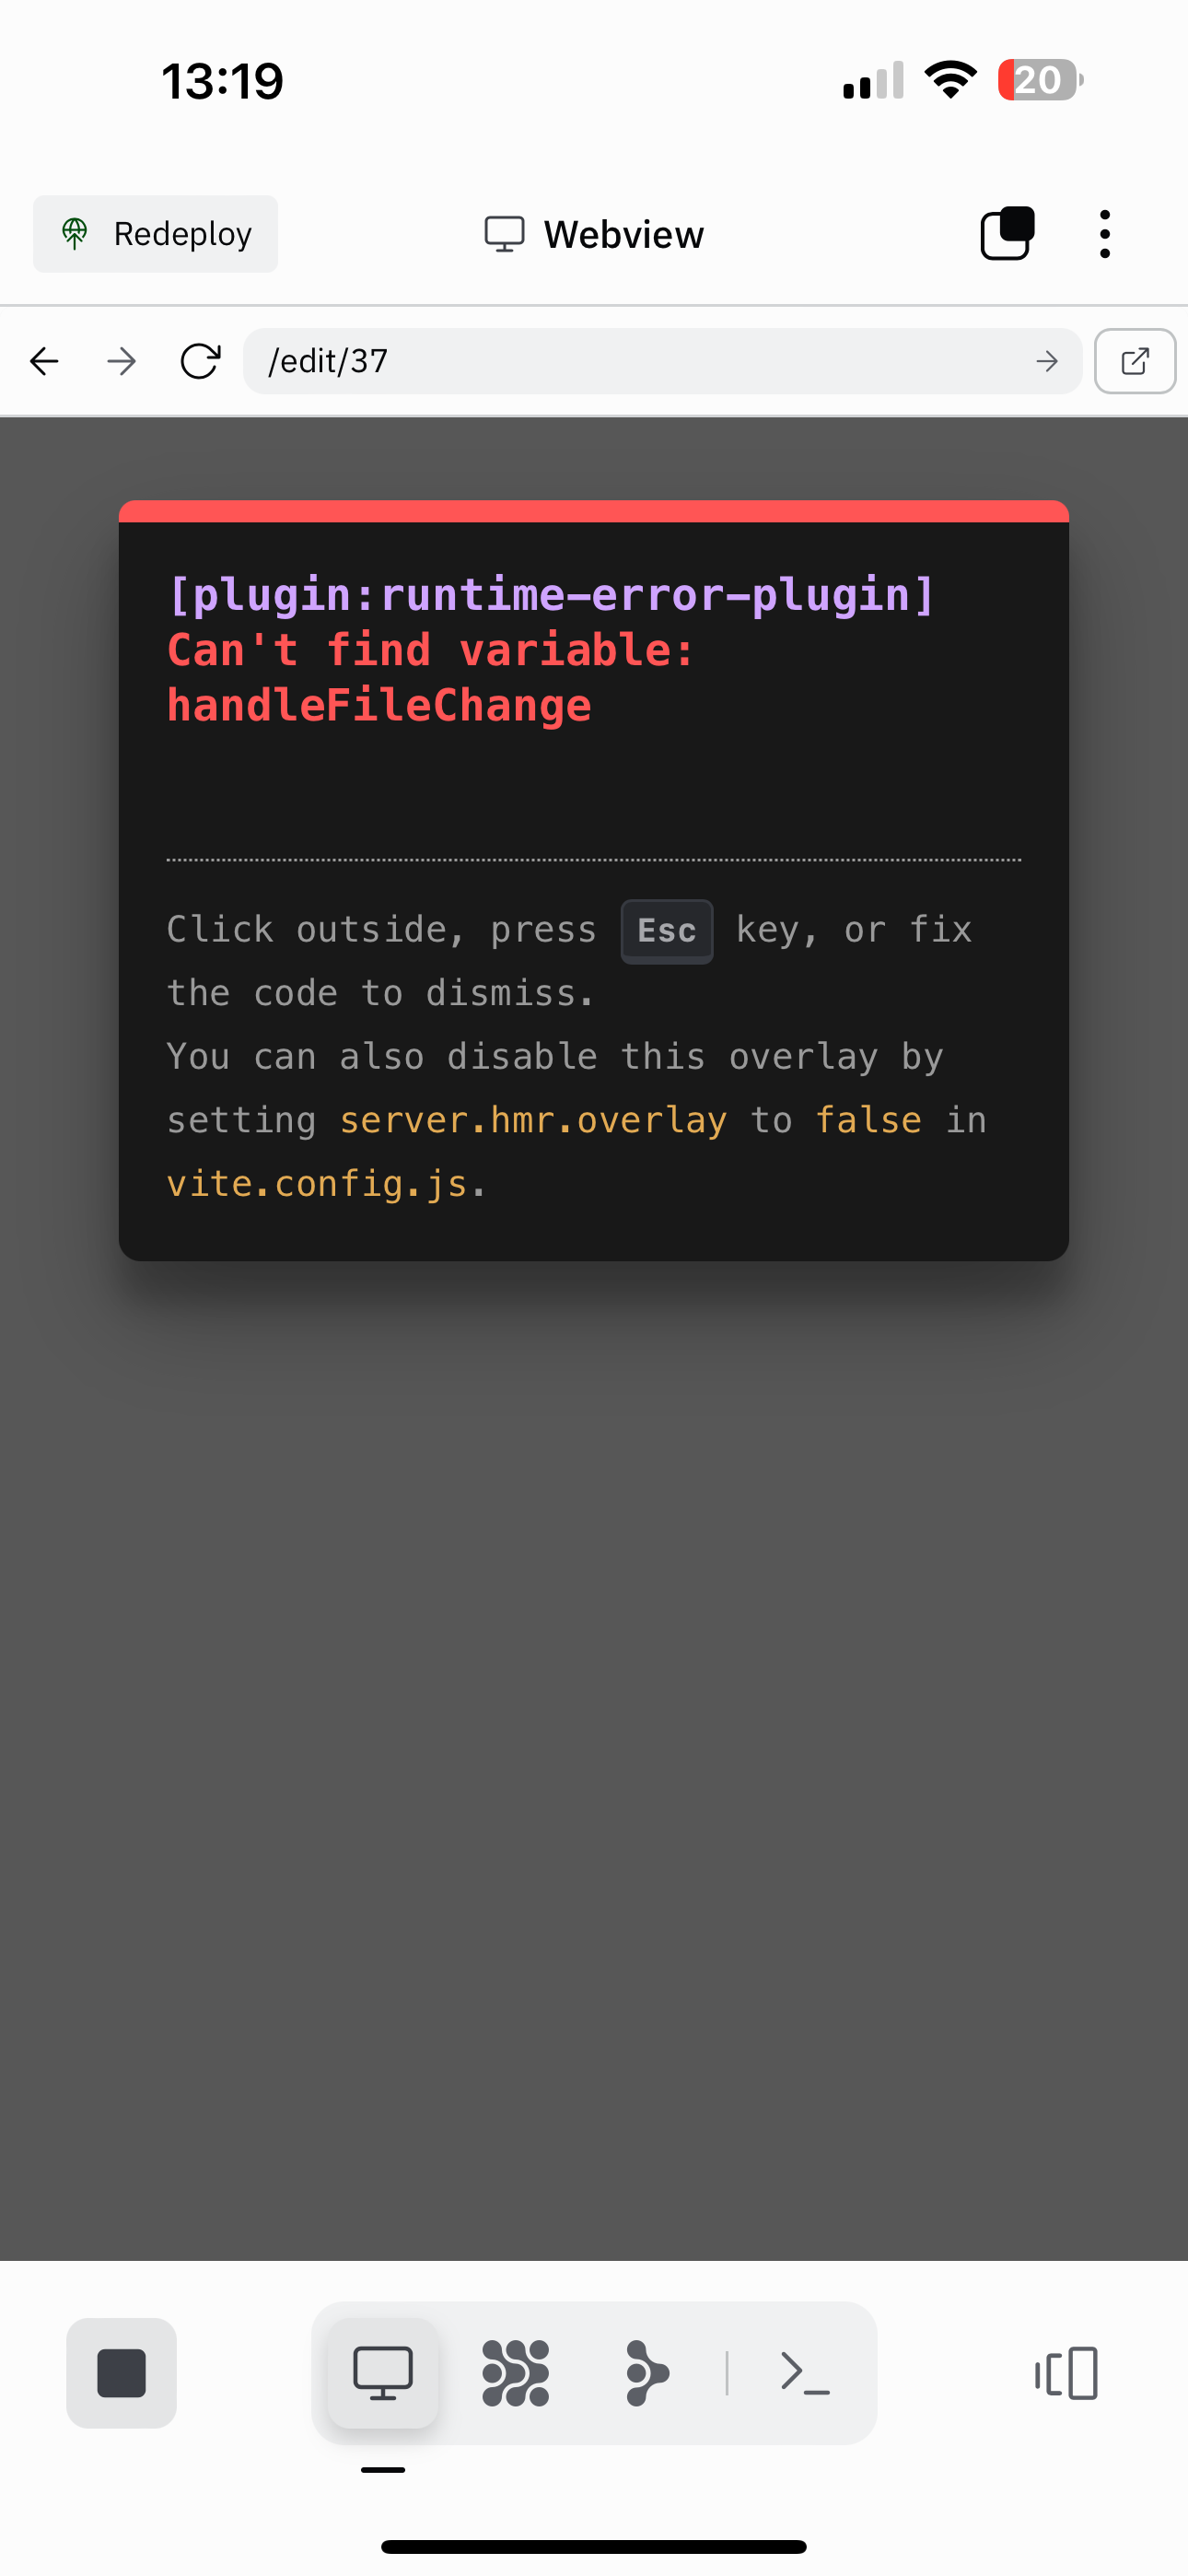 13:19
20
Redeploy
Webview
/edit/37
[plugin:runtime-error-plugin]
Can't find variable:
handleFileChange
Click outside, press Esc key, or fix
the code to dismiss.
You can also disable this overlay by
setting server.hmr.overlay to false in
vite.config.js.